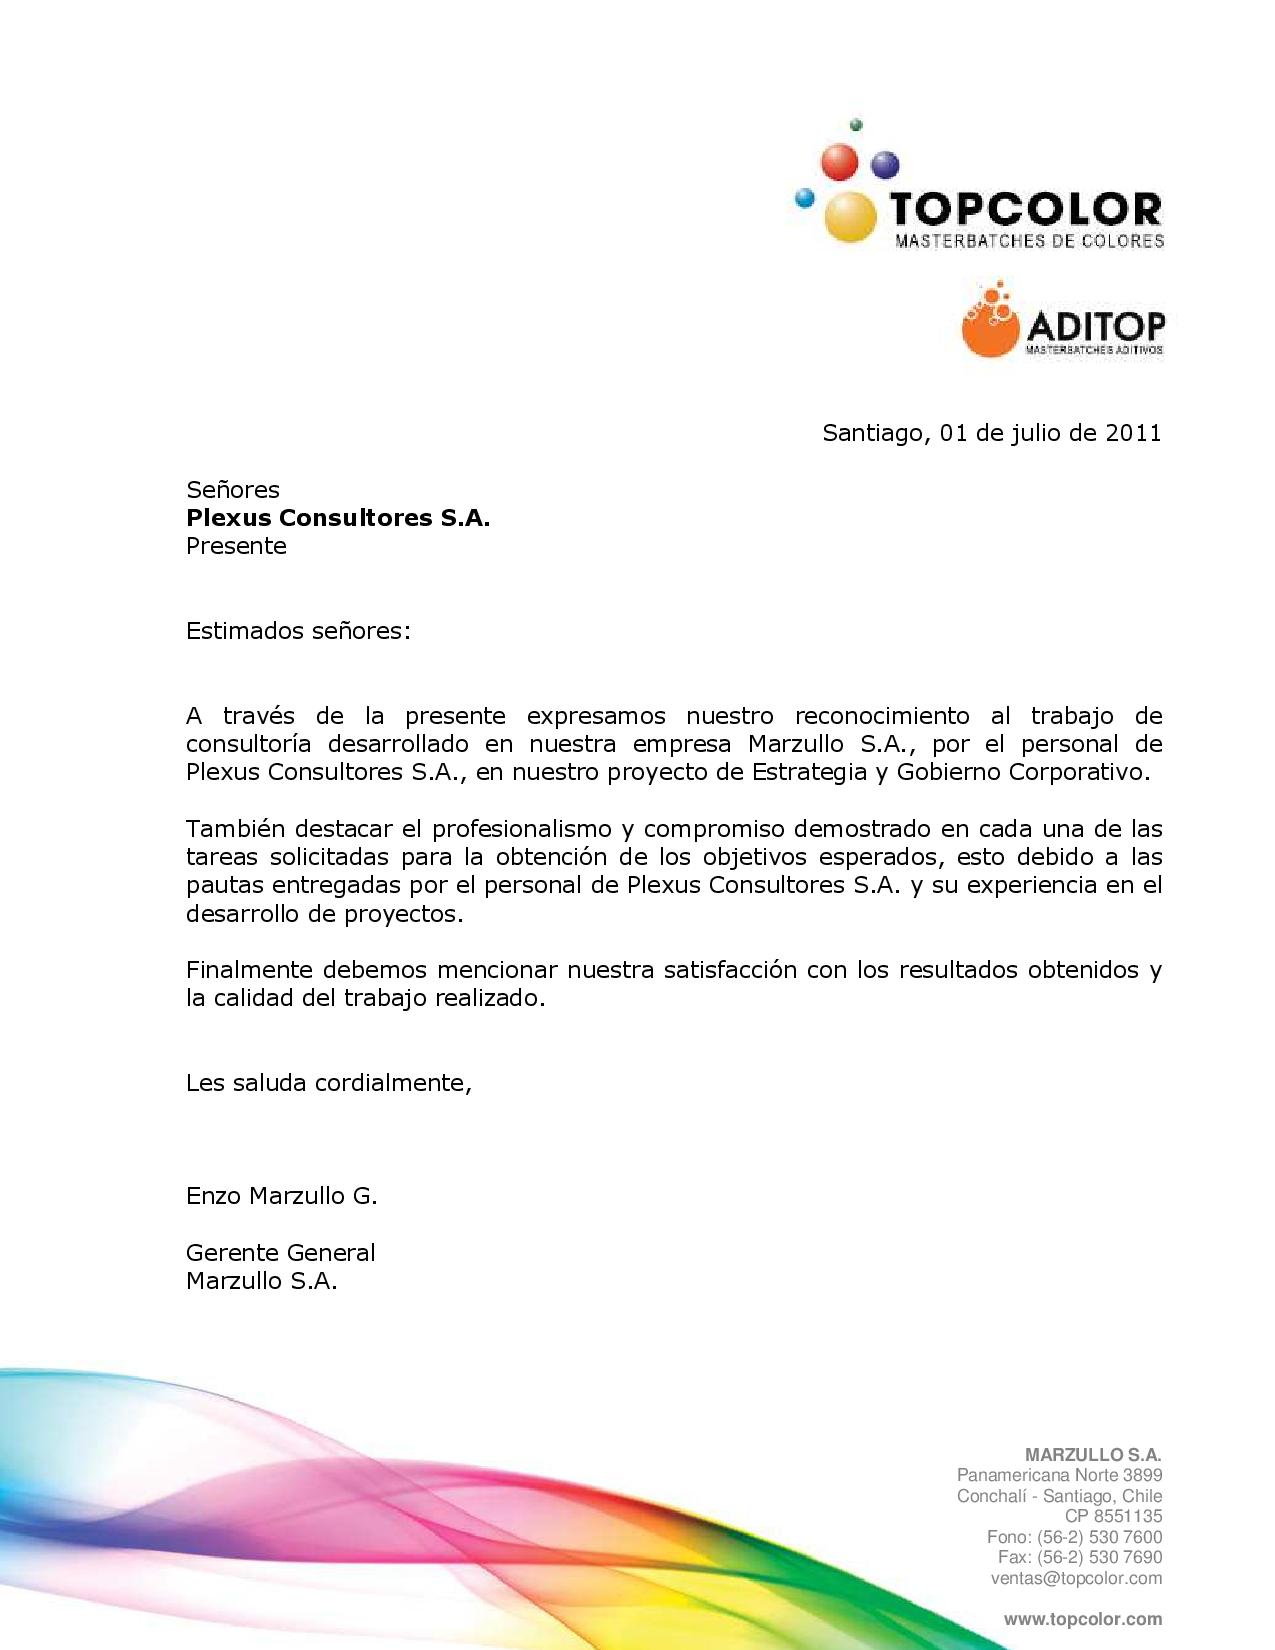 TOPCOLOR
MASTERBATCHES DE COLORES
ADITOP
MASTERBATCHES ADITIVOS
Santiago, 01 de julio de 2011
Señores
Plexus Consultores S.A.
Presente
Estimados señores:
A través de la presente expresamos nuestro reconocimiento al trabajo de
consultoría desarrollado en nuestra empresa Marzullo S.A., por el personal de
Plexus Consultores S.A., en nuestro proyecto de Estrategia y Gobierno Corporativo.
También destacar el profesionalismo y compromiso demostrado en cada una de las
tareas solicitadas para la obtención de los objetivos esperados, esto debido a las
pautas entregadas por el personal de Plexus Consultores S.A. y su experiencia en el
desarrollo de proyectos.
Finalmente debemos mencionar nuestra satisfacción con los resultados obtenidos y
la calidad del trabajo realizado.
Les saluda cordialmente,
Enzo Marzullo G.
Gerente General
Marzullo S.A.
MARZULLO S.A.
Panamericana Norte 3899
Conchalí - Santiago, Chile
CP 8551135
Fono: (56-2) 530 7600
Fax: (56-2) 530 7690
ventas@topcolor.com
www.topcolor.com